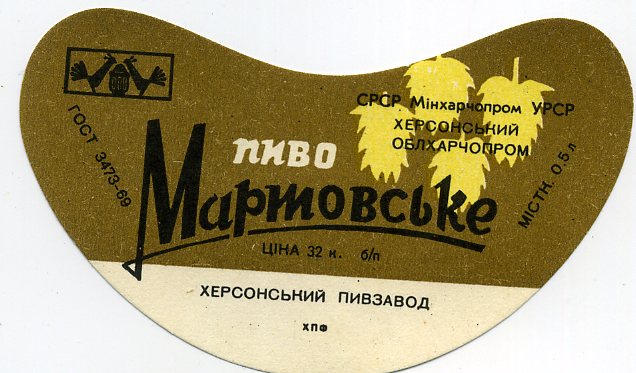 СРСР Мінхарчопром УРСР
ХЕРСОНСЬКИЙ
ОБЛХАРЧОПРОМ
ГОСТ 3473-69
пиво
Мартовське
МІСТН. 0.5 л
ЦІНА 32 к. б/п
ХЕРСОНСЬКИЙ ПИВЗАВОД
ХПФ